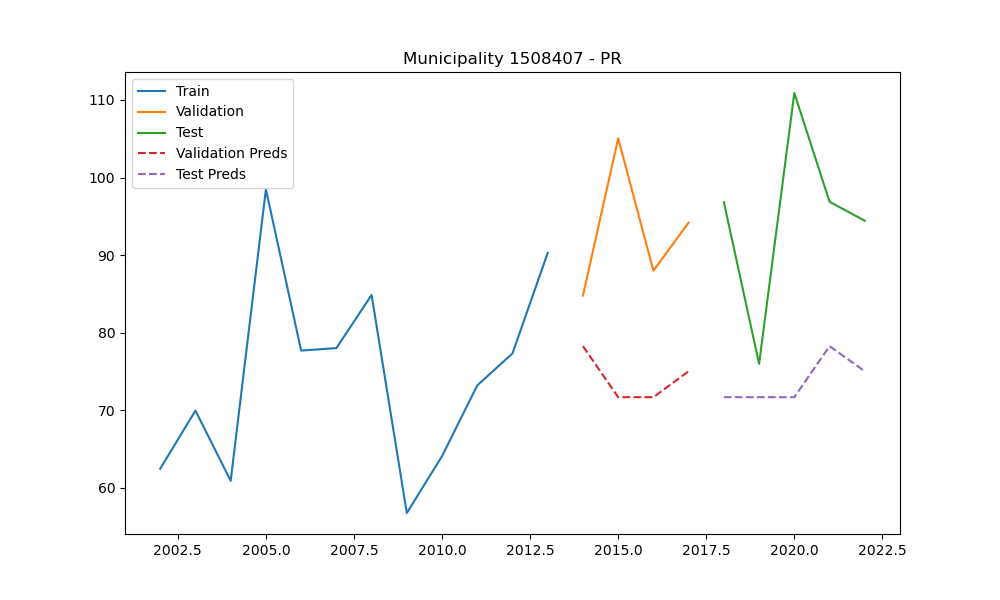 Municipality 1508407 - PR
Train
Validation
Test
Validation Preds
Test Preds
110
100
90
80
70
60
2002.5 2005.0 2007.5 2010.0 2012.5 2015.0 2017.5 2020.0 2022.5